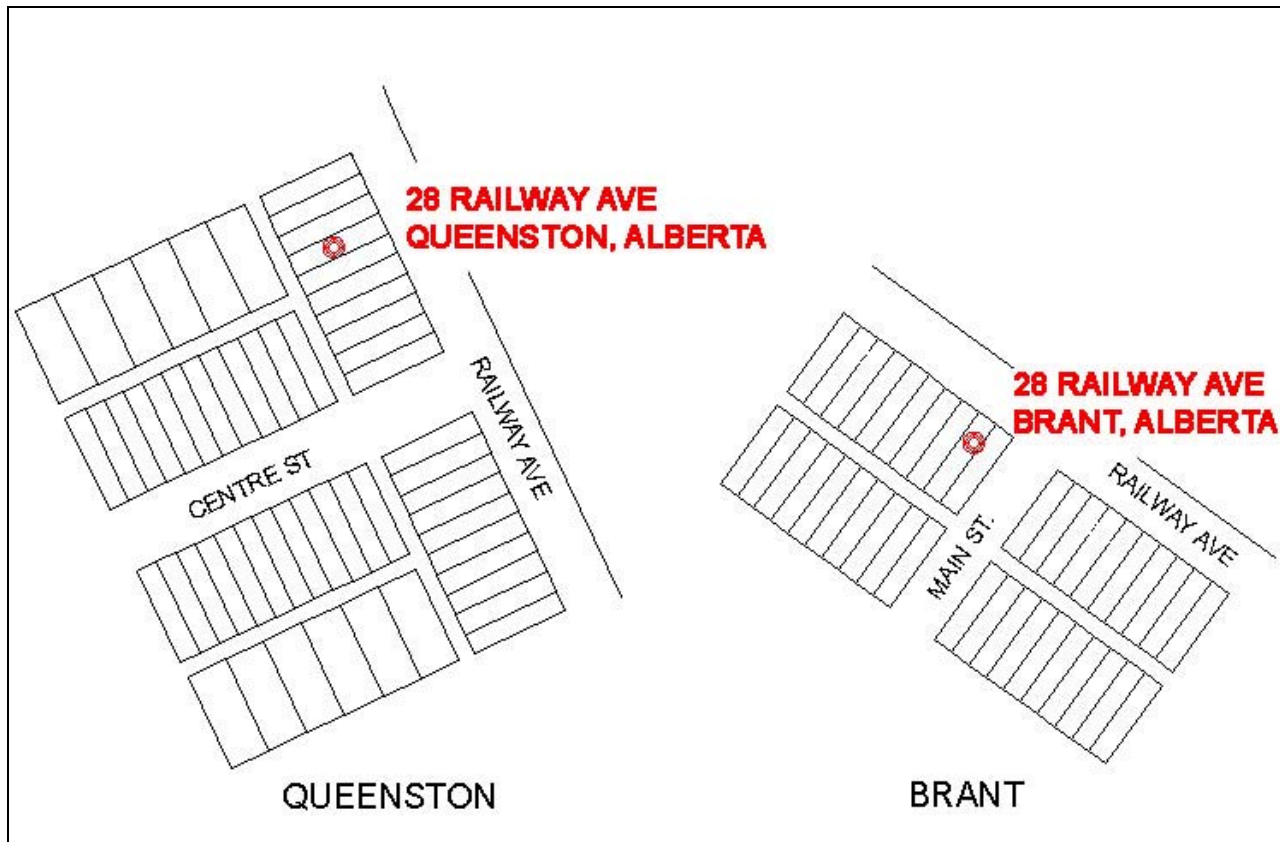 28 RAILWAY AVE
QUEENSTON, ALBERTA
RAILWAY AVE
CENTRE ST
QUEENSTON
28 RAILWAY AVE
BRANT, ALBERTA
RAILWAY AVE
MAIN ST.
BRANT